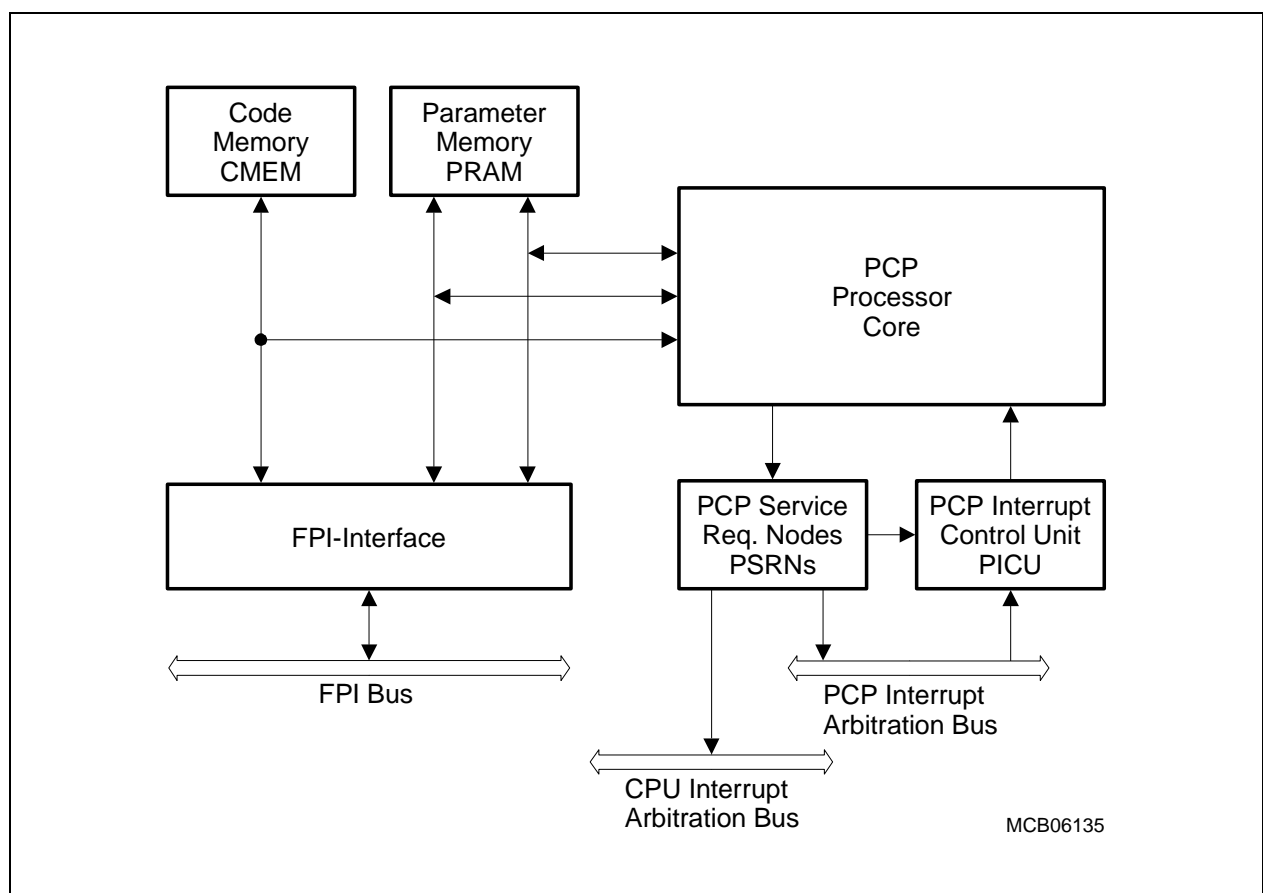 Code
Memory
CMEM
Parameter
Memory
PRAM
PCP
Processor
Core
FPI-Interface
PCP Service
Req. Nodes
PSRNs
PCP Interrupt
Control Unit
PICU
FPI Bus
PCP Interrupt
Arbitration Bus
CPU Interrupt
Arbitration Bus
MCB06135